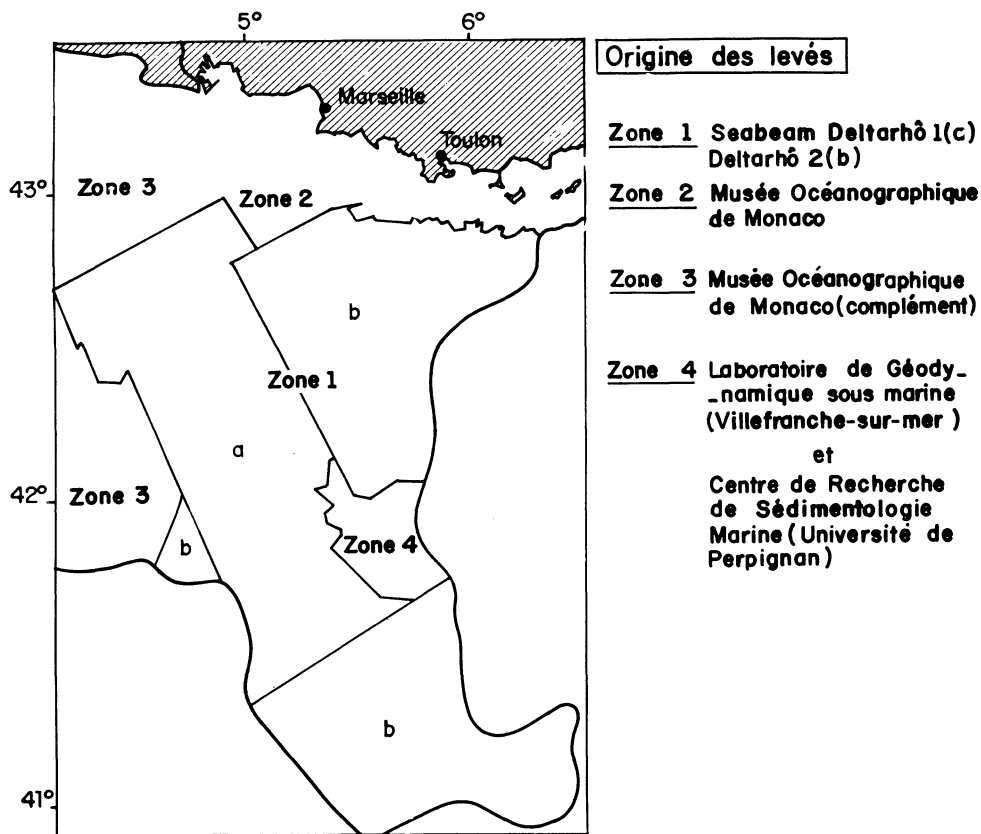 5° 6°
Origine des levés
Marseille
Toulon
Zone 1 Seabeam Deltarhô 1(c)
Deltarhô 2(b)
43°
Zone 3
Zone 2
Zone 2 Musée Océanographique
de Monaco
b
Zone 3 Musée Océanographique
de Monaco(complément)
Zone 1
Zone 4 Laboratoire de Géody_
_namique sous marine
(Villefranche-sur-mer)
et
a
42°
Zone 3
Centre de Recherche
de Sédimentologie
Marine(Université de
Perpignan)
b
Zone 4
b
41°